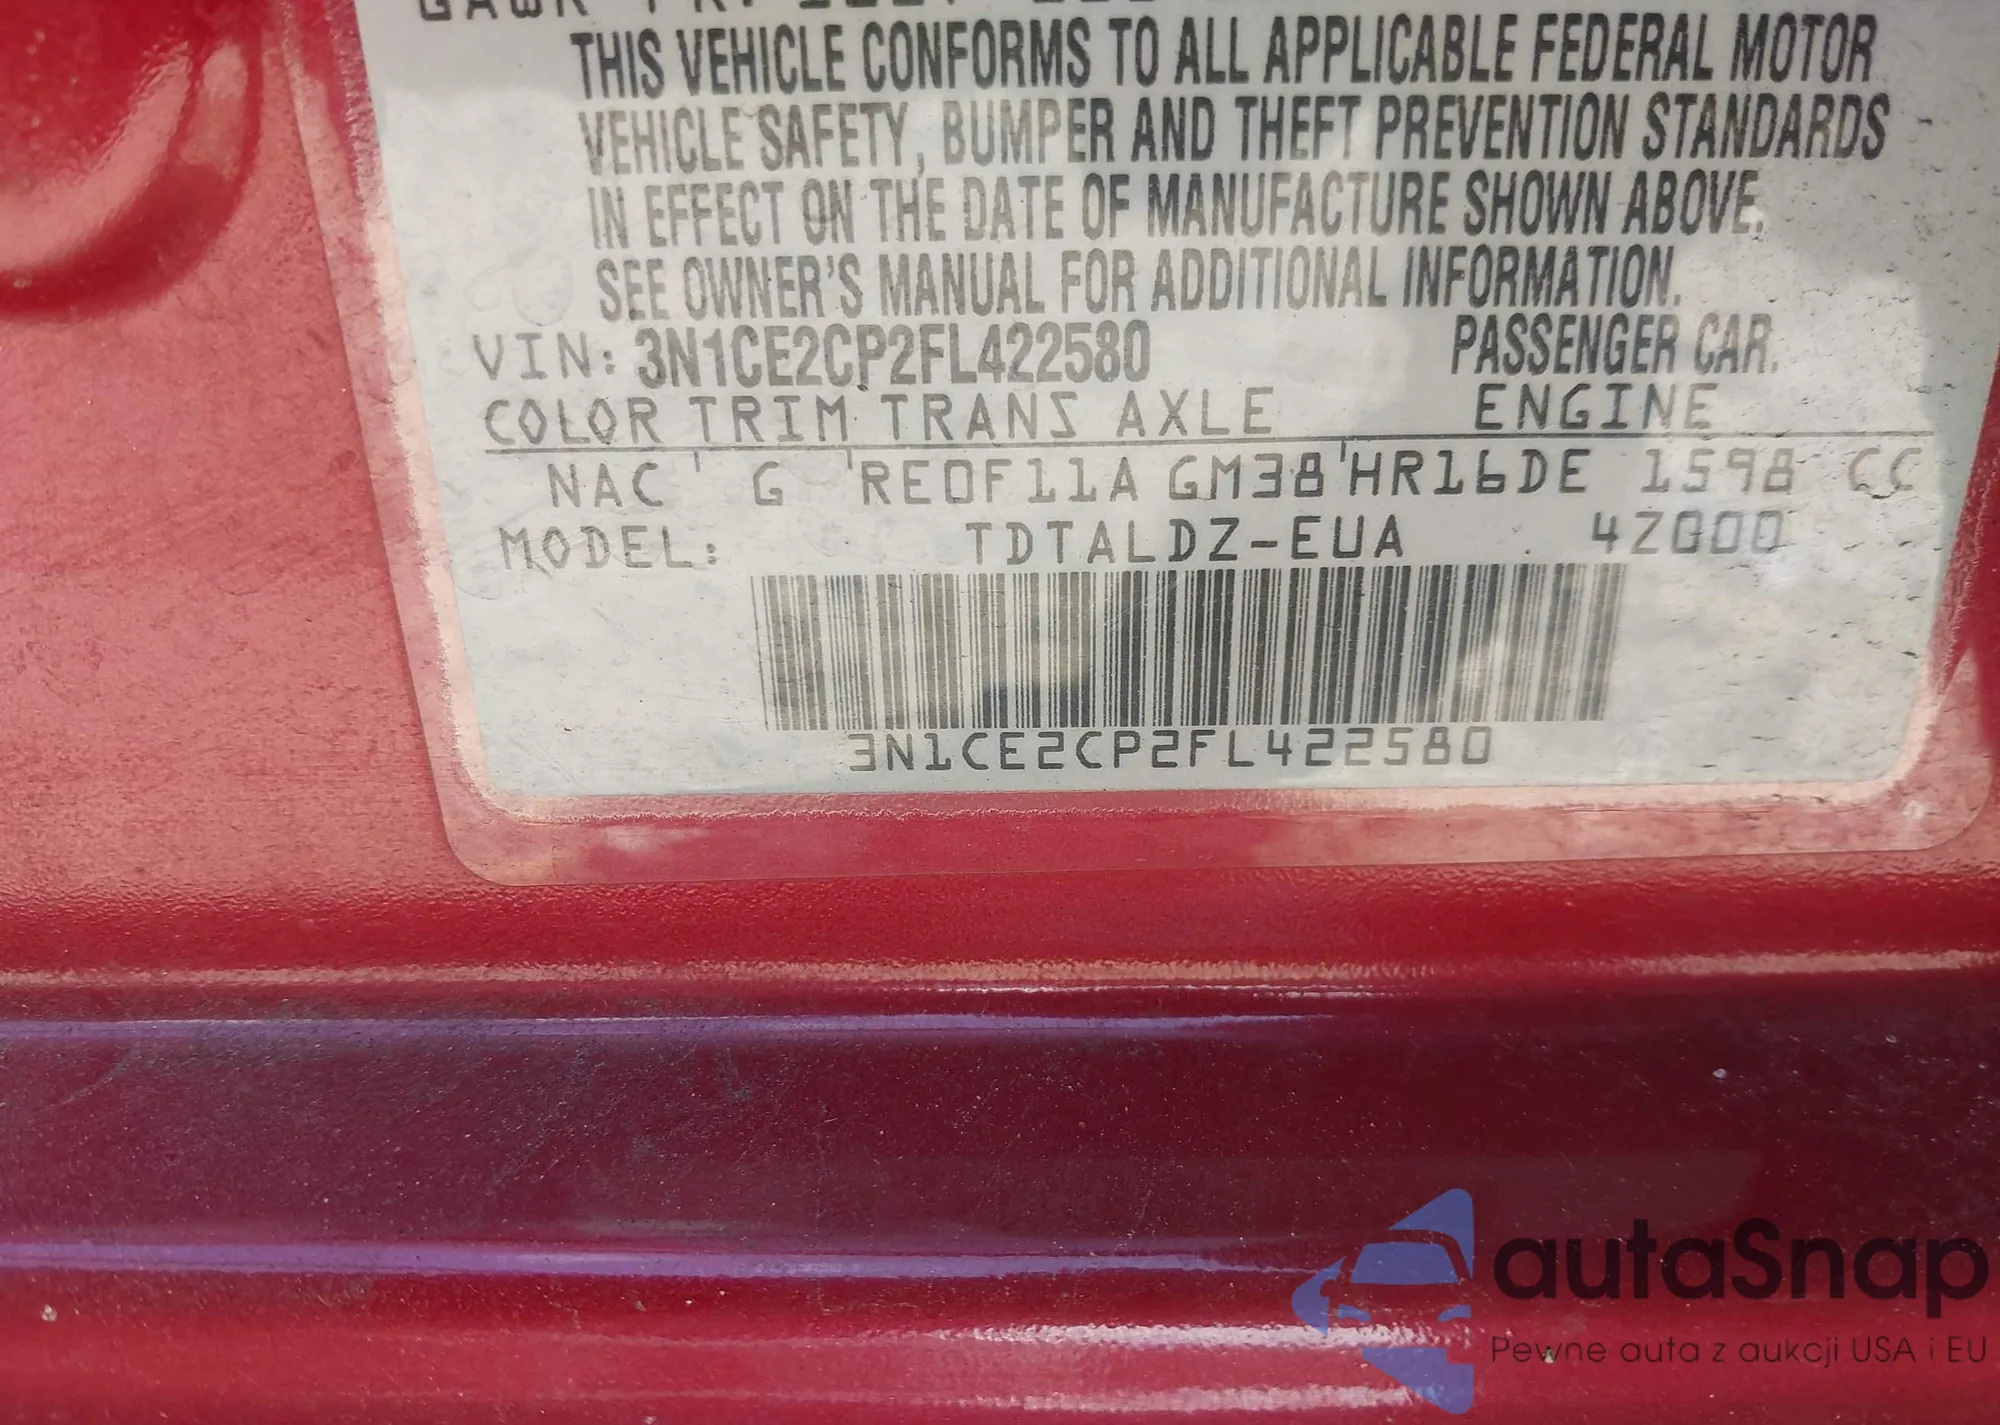 THIS VEHICLE CONFORMS TO ALL APPLICABLE FEDERAL MOTOR
VEHICLE SAFETY, BUMPER AND THEFT PREVENTION STANDARDS
IN EFFECT ON THE DATE OF MANUFACTURE SHOWN ABOVE.
SEE OWNER'S MANUAL FOR ADDITIONAL INFORMATION.
VIN: 3N1CE2CP2FL422580 PASSENGER CAR.
COLOR TRIM TRANS AXLE ENGINE
NAC G RE0F11A GM38 HR16DE 1598 CC
MODEL: TDTALDZ-EUA 4Z000
3N1CE2CP2FL422580
autaSnap
Pewne auta z aukcji USA i EU